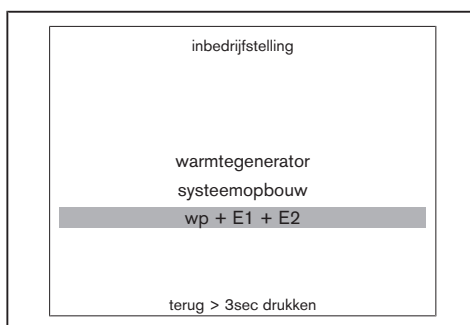 inbedrijfstelling
warmtegenerator
systeemopbouw
wp + E1 + E2
terug > 3sec drukken